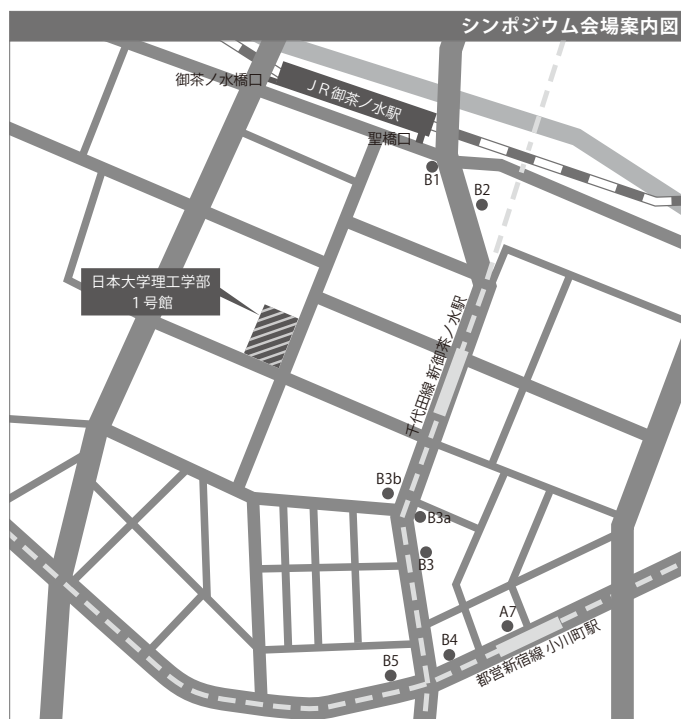 シンポジウム会場案内図
御茶ノ水橋口
JR御茶ノ水駅
聖橋口
B1
B2
日本大学理工学部
1号館
千代田線 新御茶ノ水駅
B3b
B3a
B3
A7
B4
B5
都営新宿線 小川町駅